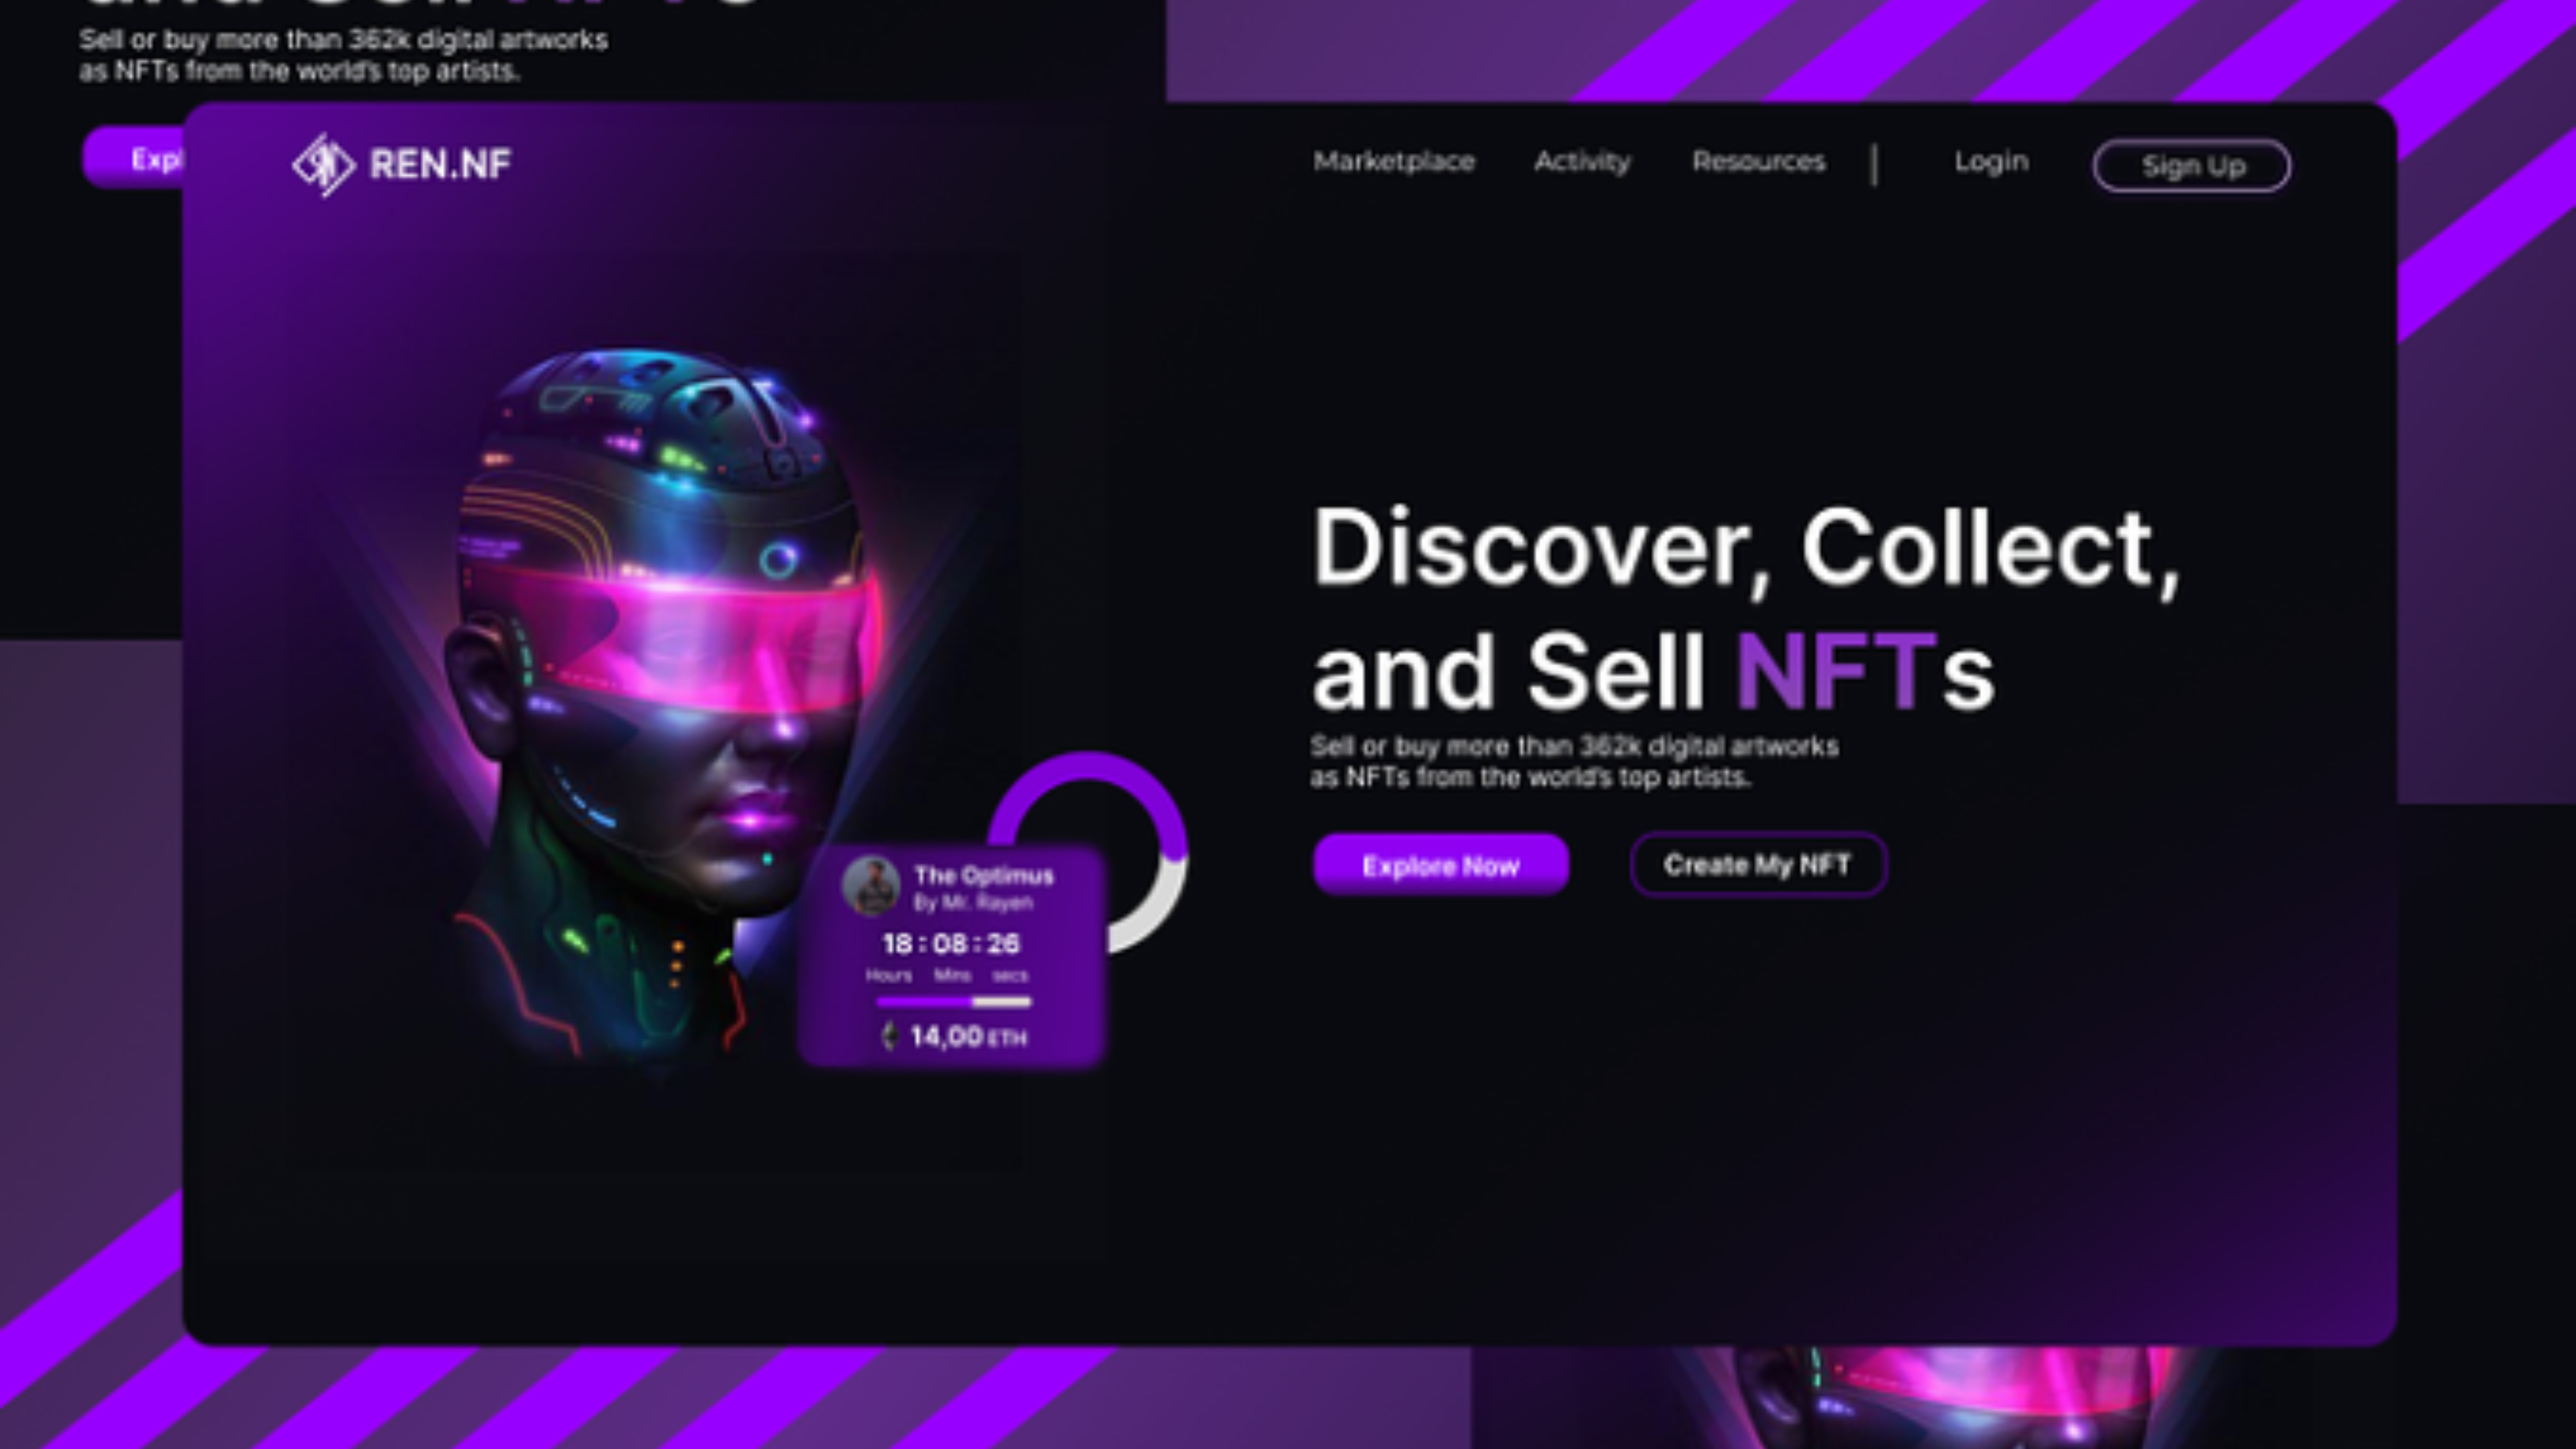 Sell or buy more than 362k digital artworks
as NFTs from the world's top artists.
Expl
REN.NF
Marketplace Activity Resources | Login Sign Up
Discover, Collect,
and Sell NFTs
Sell or buy more than 362k digital artworks
as NFTs from the world's top artists.
Explore Now Create My NFT
The Optimus
By Mr. Rayen
18 : 08 : 26
Hours Mins secs
14,00 ETH